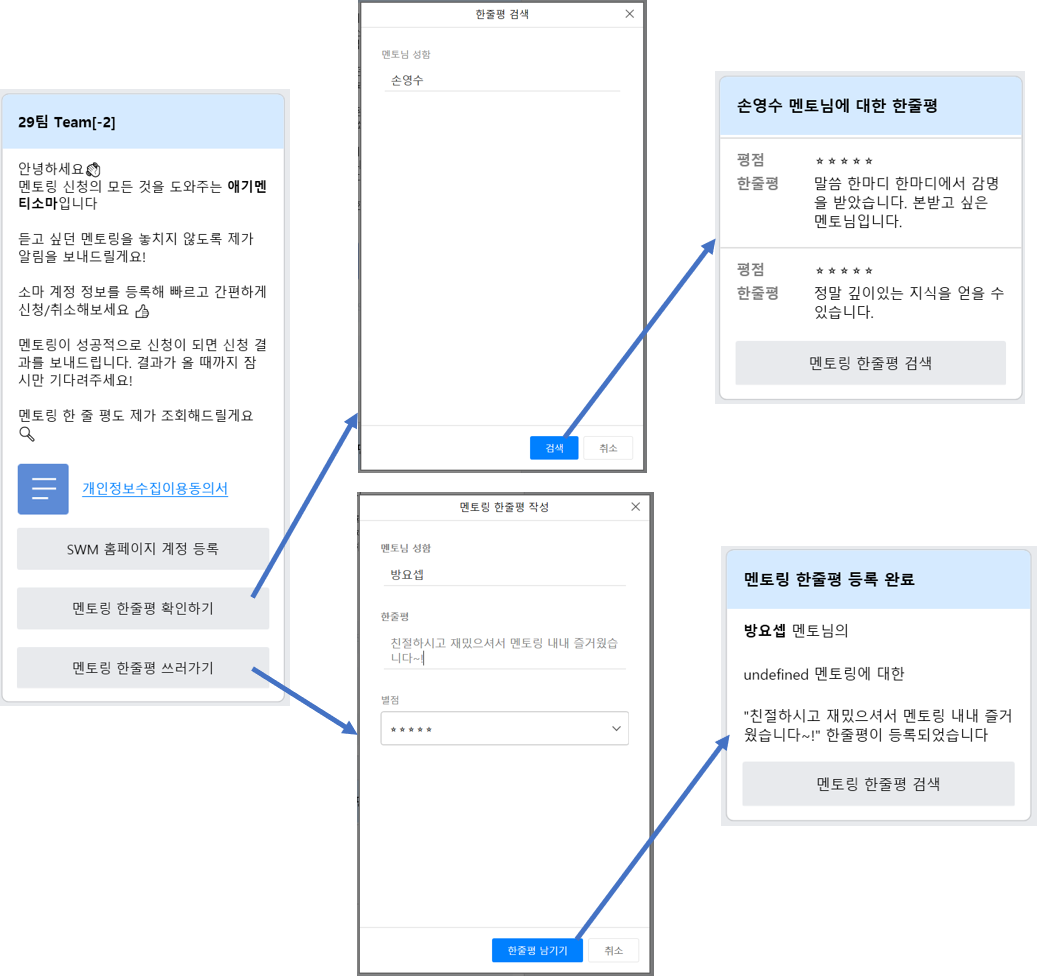 29팀 Team[-2]
안녕하세요
멘토링 신청의 모든 것을 도와주는 애기멘
티소마입니다
듣고 싶던 멘토링을 놓치지 않도록 제가
알림을 보내드릴게요!
소마 계정 정보를 등록해 빠르고 간편하게
신청/취소해보세요
멘토링이 성공적으로 신청이 되면 신청 결
과를 보내드립니다. 결과가 올 때까지 잠
시만 기다려주세요!
멘토링 한 줄 평도 제가 조회해드릴게요
개인정보수집이용동의서
SWM 홈페이지 계정 등록
멘토링 한줄평 확인하기
멘토링 한줄평 쓰러가기
한줄평 검색
멘토님 성함
손영수
검색
취소
손영수 멘토님에 대한 한줄평
평점 ★★★★★
한줄평 말씀 한마디 한마디에서 감명
을 받았습니다. 본받고 싶은
멘토님입니다.
평점 ★★★★★
한줄평 정말 깊이있는 지식을 얻을 수
있습니다.
멘토링 한줄평 검색
멘토링 한줄평 작성
멘토님 성함
방요셉
한줄평
친절하시고 재밌으셔서 멘토링 내내 즐거웠습
니다~!
별점
★★★★★
한줄평 남기기
취소
멘토링 한줄평 등록 완료
방요셉 멘토님의
undefined 멘토링에 대한
"친절하시고 재밌으셔서 멘토링 내내 즐거
웠습니다~!" 한줄평이 등록되었습니다
멘토링 한줄평 검색